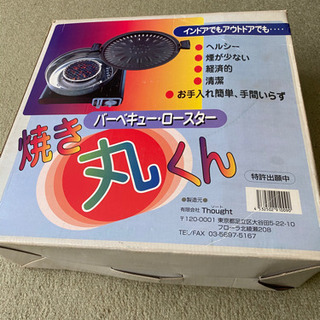 インドアでもアウトドアでも‥‥
●ヘルシー
●煙が少ない
●経済的
●清潔
●お手入れ簡単、手間いらず
バーベキュー・ロースター
焼き丸くん
特許出願中
●製造元●
有限会社 Thought
〒120-0001 東京都足立区大谷田5-22-10
フローラ北綾瀬208
TEL/FAX 03-5697-5167